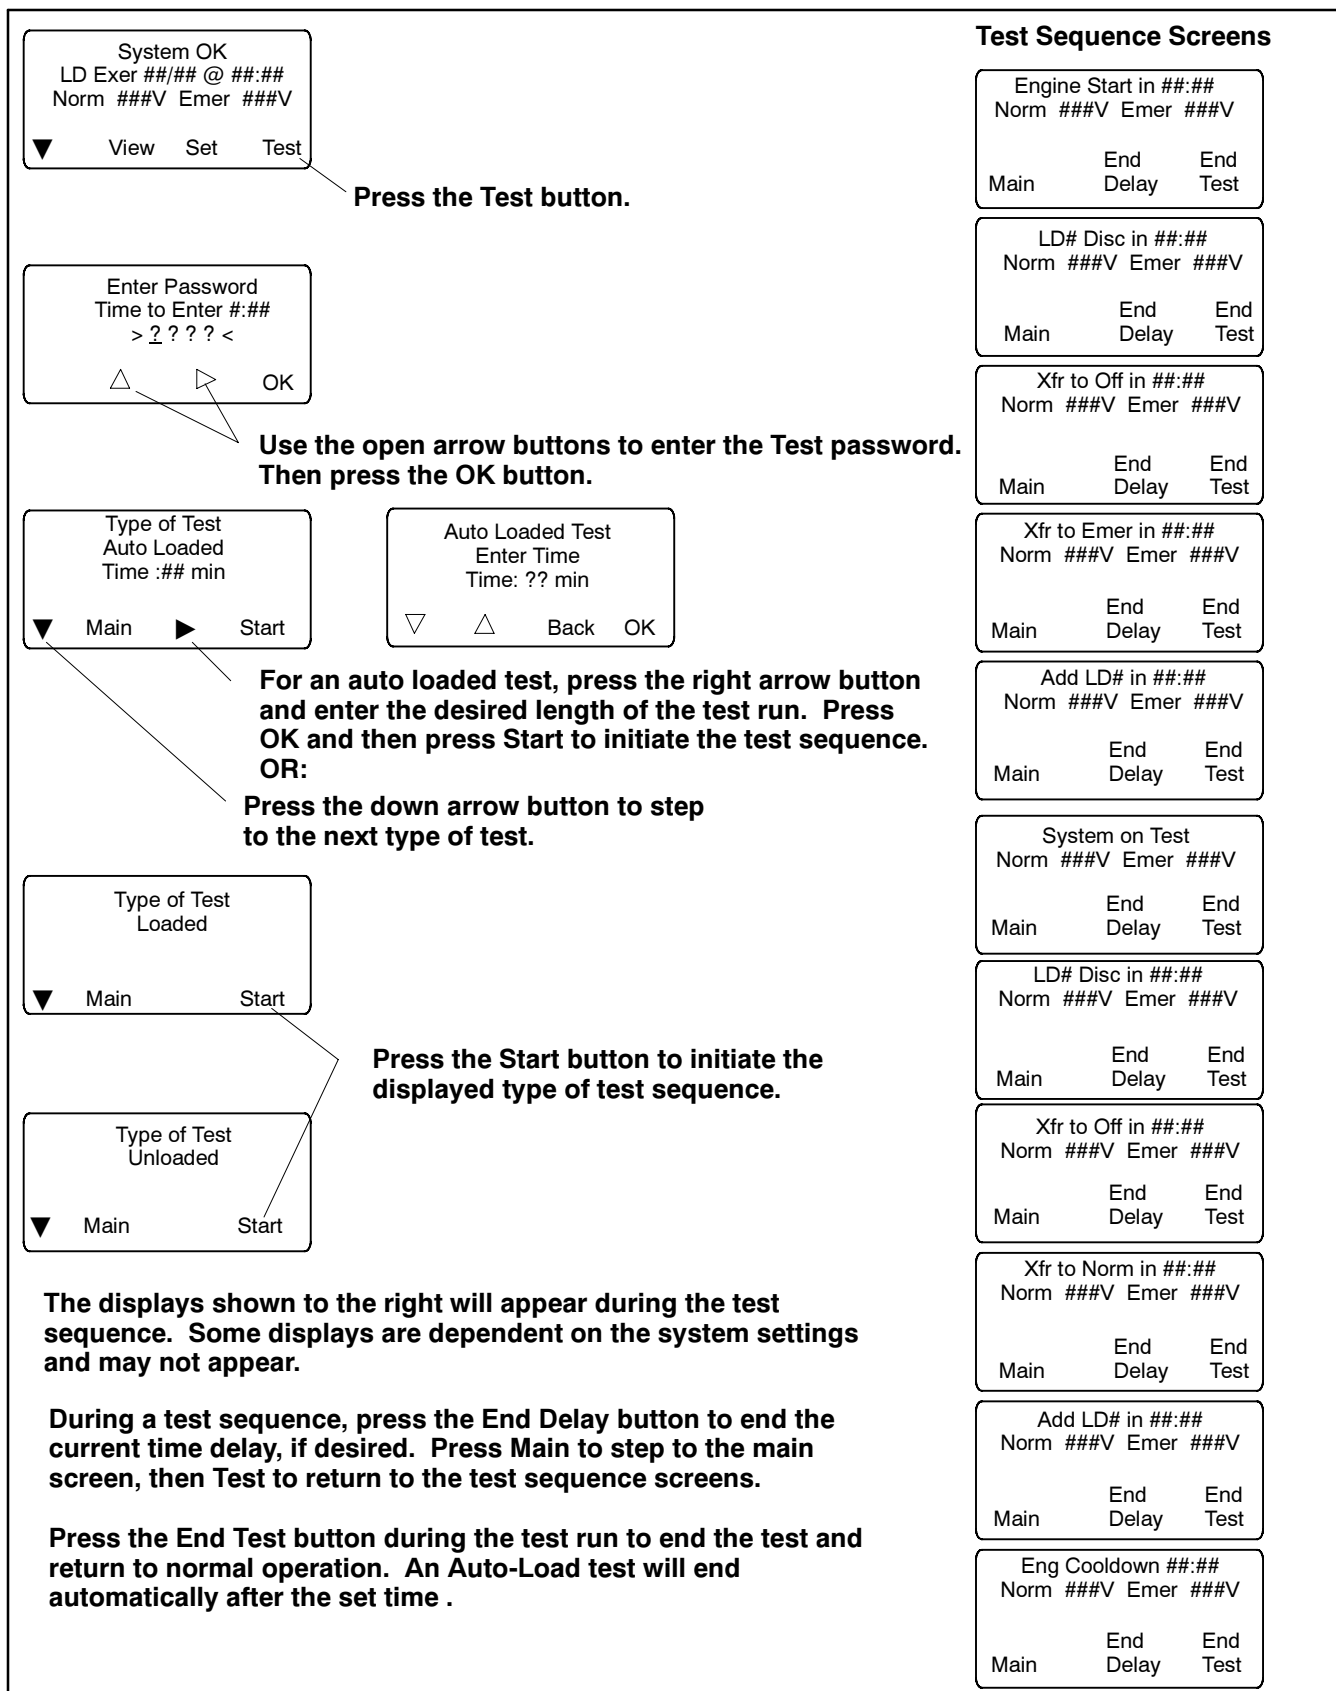 System OK
LD Exer ##/## @ ##:##
Norm ###V Emer ###V
▼ View Set Test
Press the Test button.
Enter Password
Time to Enter #:##
> ? ? ? ? <
△ ▷ OK
Use the open arrow buttons to enter the Test password.
Then press the OK button.
Type of Test
Auto Loaded
Time :## min
▼ Main ▶ Start
Auto Loaded Test
Enter Time
Time: ?? min
▽ △ Back OK
For an auto loaded test, press the right arrow button
and enter the desired length of the test run. Press
OK and then press Start to initiate the test sequence.
OR:
Press the down arrow button to step
to the next type of test.
Type of Test
Loaded
▼ Main Start
Press the Start button to initiate the
displayed type of test sequence.
Type of Test
Unloaded
▼ Main Start
The displays shown to the right will appear during the test
sequence. Some displays are dependent on the system settings
and may not appear.
During a test sequence, press the End Delay button to end the
current time delay, if desired. Press Main to step to the main
screen, then Test to return to the test sequence screens.
Press the End Test button during the test run to end the test and
return to normal operation. An Auto-Load test will end
automatically after the set time .
Test Sequence Screens
Engine Start in ##:##
Norm ###V Emer ###V
End End
Main Delay Test
LD# Disc in ##:##
Norm ###V Emer ###V
End End
Main Delay Test
Xfr to Off in ##:##
Norm ###V Emer ###V
End End
Main Delay Test
Xfr to Emer in ##:##
Norm ###V Emer ###V
End End
Main Delay Test
Add LD# in ##:##
Norm ###V Emer ###V
End End
Main Delay Test
System on Test
Norm ###V Emer ###V
End End
Main Delay Test
LD# Disc in ##:##
Norm ###V Emer ###V
End End
Main Delay Test
Xfr to Off in ##:##
Norm ###V Emer ###V
End End
Main Delay Test
Xfr to Norm in ##:##
Norm ###V Emer ###V
End End
Main Delay Test
Add LD# in ##:##
Norm ###V Emer ###V
End End
Main Delay Test
Eng Cooldown ##:##
Norm ###V Emer ###V
End End
Main Delay Test